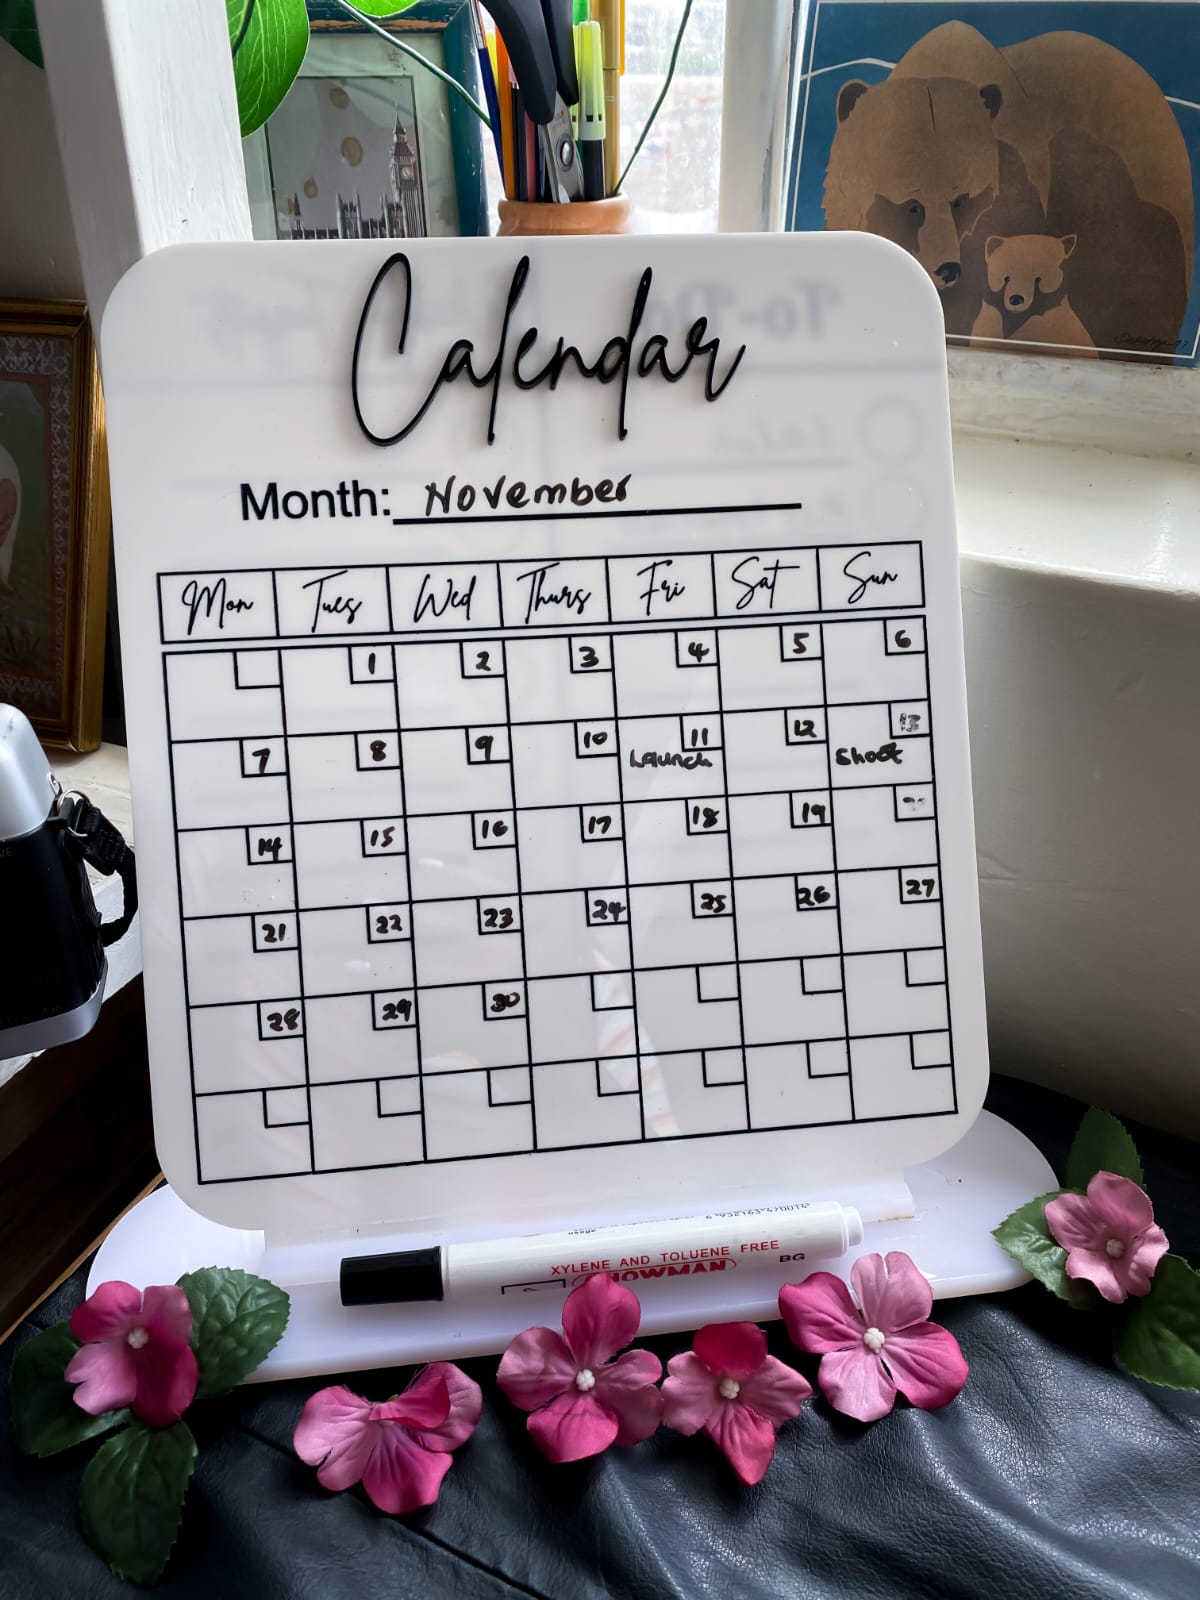 Calendar
Month: November
Mon Tues Wed Thurs Fri Sat Sun
1 2 3 4 5 6
7 8 9 10 11 12 13
Launch Shoot
14 15 16 17 18 19
21 22 23 24 25 26 27
28 29 30
XYLENE AND TOLUENE FREE
SNOWMAN BG